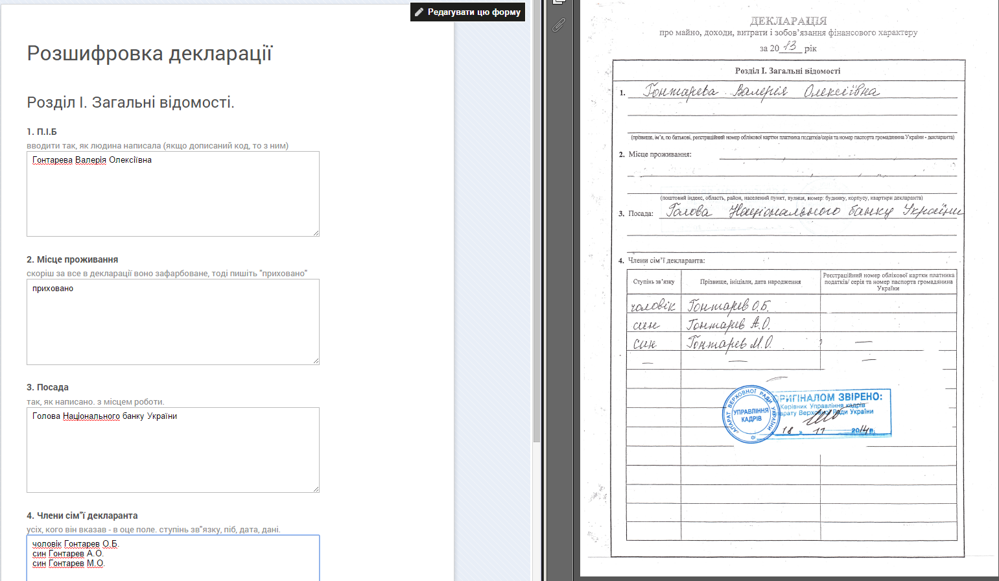 Редагувати цю форму
Розшифровка декларації
Розділ І. Загальні відомості.
1. П.І.Б
вводити так, як людина написала (якщо дописаний код, то з ним)
Гонтарева Валерія Олексіївна
2. Місце проживання
скоріш за все в декларації воно зафарбоване, тоді пишіть "приховано"
приховано
3. Посада
так, як написано. з місцем роботи.
Голова Національного банку України
4. Члени сім"ї декларанта
усіх, кого він вказав - в оце поле. ступінь зв"язку, піб, дата, дані.
чоловік Гонтарев О.Б.
син Гонтарев А.О.
син Гонтарев М.О.
ДЕКЛАРАЦІЯ
про майно, доходи, витрати і зобов'язання фінансового характеру
за 2013 рік
Розділ І. Загальні відомості
1. Гонтарева Валерія Олексіївна
(прізвище, ім'я, по батькові, реєстраційний номер облікової картки платника податків/серія та номер паспорта громадянина України - декларанта)
2. Місце проживання:
(поштовий індекс, область, район, населений пункт, вулиця, номер: будинку, корпусу, квартири декларанта)
3. Посада: Голова Національного банку України
4. Члени сім'ї декларанта:
Ступінь зв'язку
Прізвище, ініціали, дата народження
Реєстраційний номер облікової картки платника
податків/ серія та номер паспорта громадянина
України
чоловік Гонтарев О.Б.
син Гонтарев А.О.
син Гонтарев М.О.
АПАРАТ ВЕРХОВНОЇ РАДИ УКРАЇНИ
УПРАВЛІННЯ
КАДРІВ
ОРИГІНАЛОМ ЗВІРЕНО:
Керівник Управління кадрів
Апарату Верховної Ради України
18 » 11 2014р.